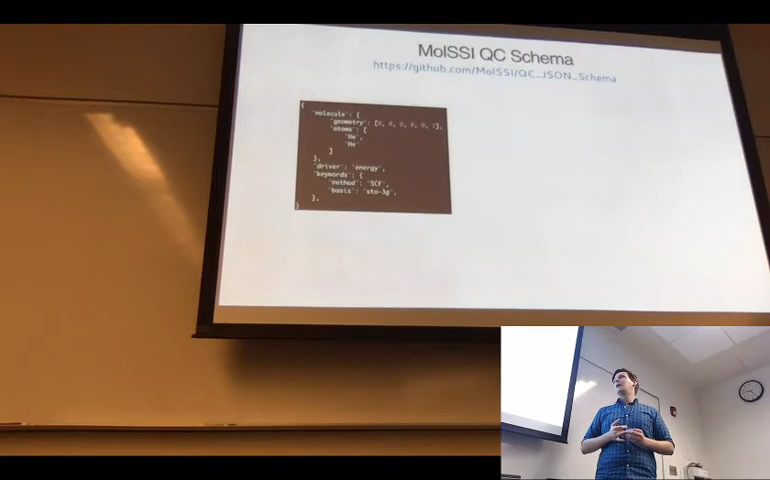 MolSSI QC Schema
https://github.com/MolSSI/QC_JSON_Schema
{
"molecule": {
"geometry": [0, 0, 0, 0, 0, 1],
"atoms": [
"He",
"He"
]
},
"driver": "energy",
"keywords": {
"method": "SCF",
"basis": "sto-3g",
},
}